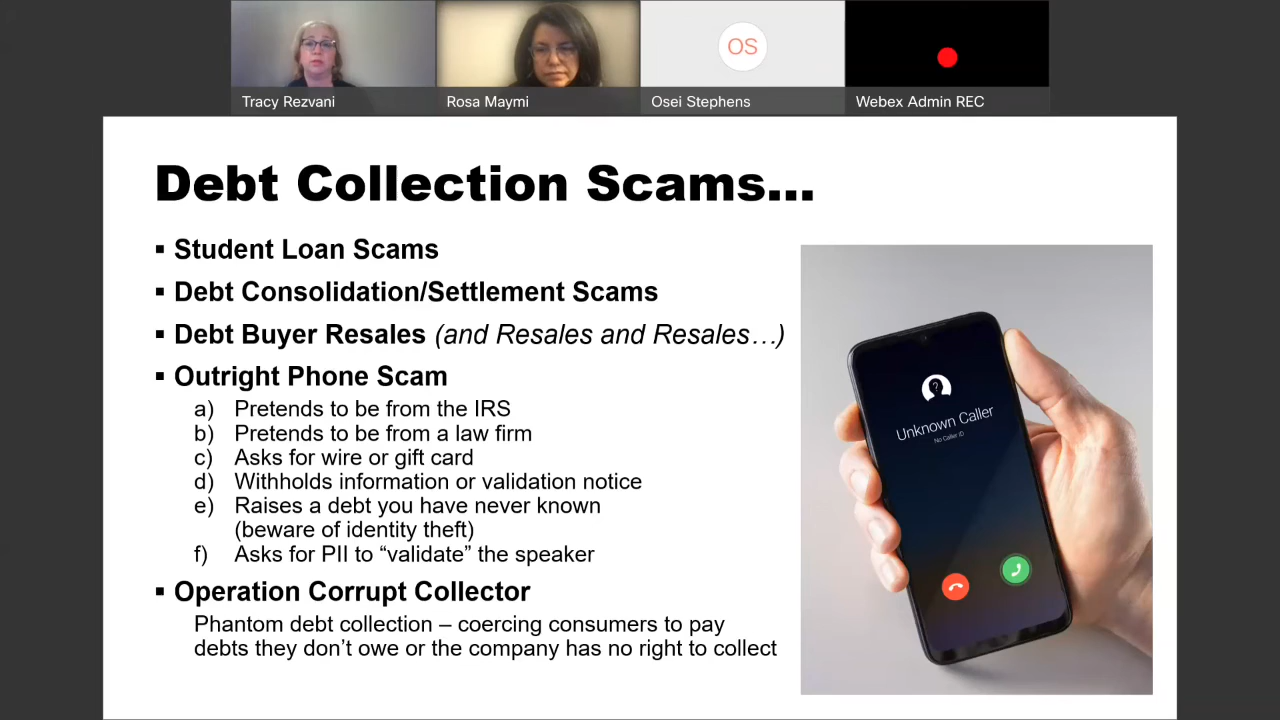 OS
Tracy Rezvani
Rosa Maymi
Osei Stephens
Webex Admin REC
Debt Collection Scams...
▪ Student Loan Scams
▪ Debt Consolidation/Settlement Scams
▪ Debt Buyer Resales (and Resales and Resales…)
▪ Outright Phone Scam
a) Pretends to be from the IRS
b) Pretends to be from a law firm
c) Asks for wire or gift card
d) Withholds information or validation notice
e) Raises a debt you have never known
(beware of identity theft)
f) Asks for PII to “validate” the speaker
▪ Operation Corrupt Collector
Phantom debt collection – coercing consumers to pay
debts they don’t owe or the company has no right to collect
?
Unknown Caller
No Caller ID